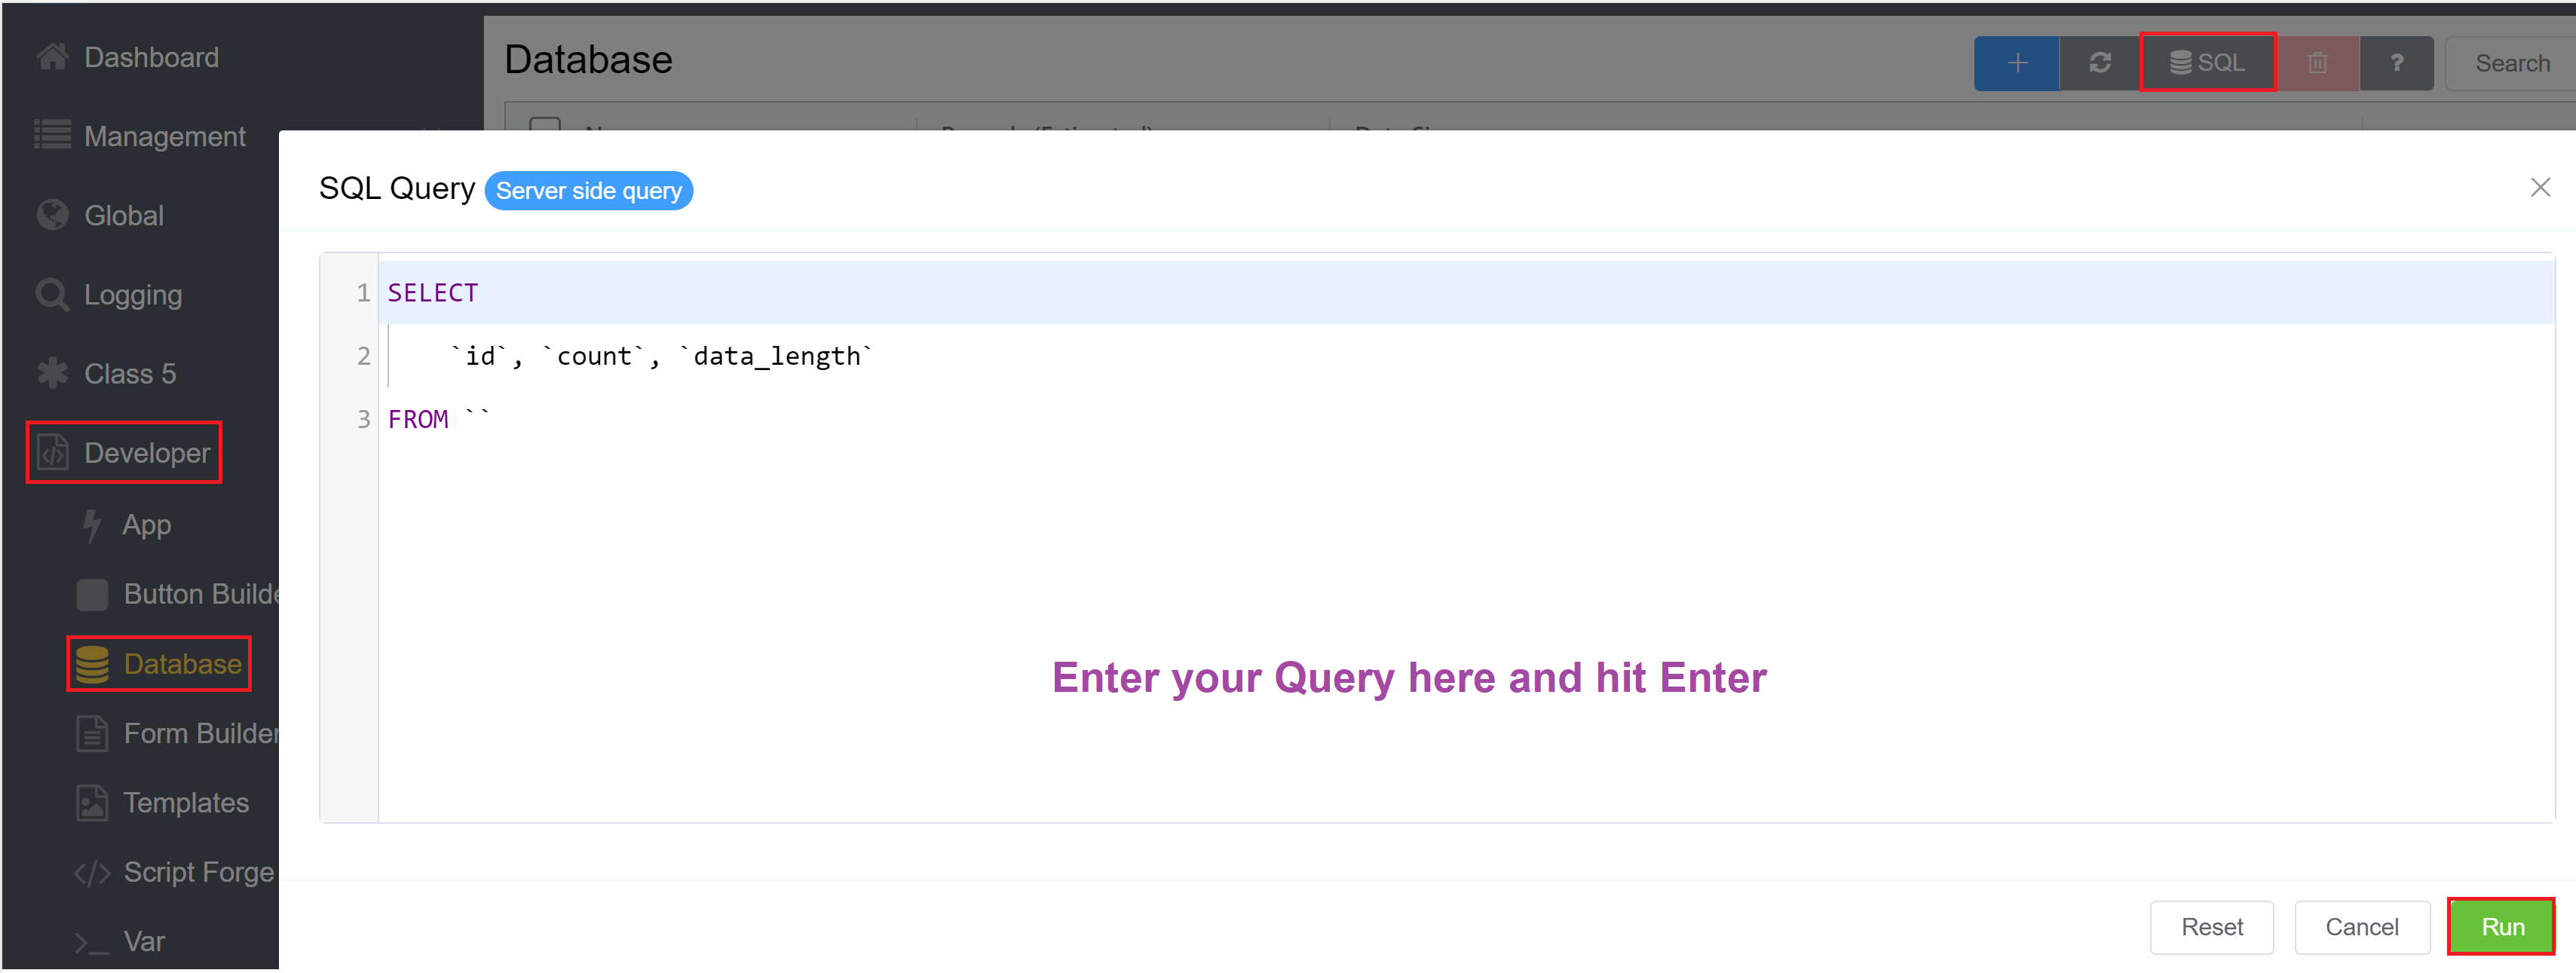 Dashboard
Management
Global
Logging
Class 5
Developer
App
Button Builde
Database
Form Builder
Templates
Script Forge
Var
Database
SQL
?
Search
SQL Query Server side query
1 SELECT
2 `id`, `count`, `data_length`
3 FROM ``
Enter your Query here and hit Enter
Reset
Cancel
Run